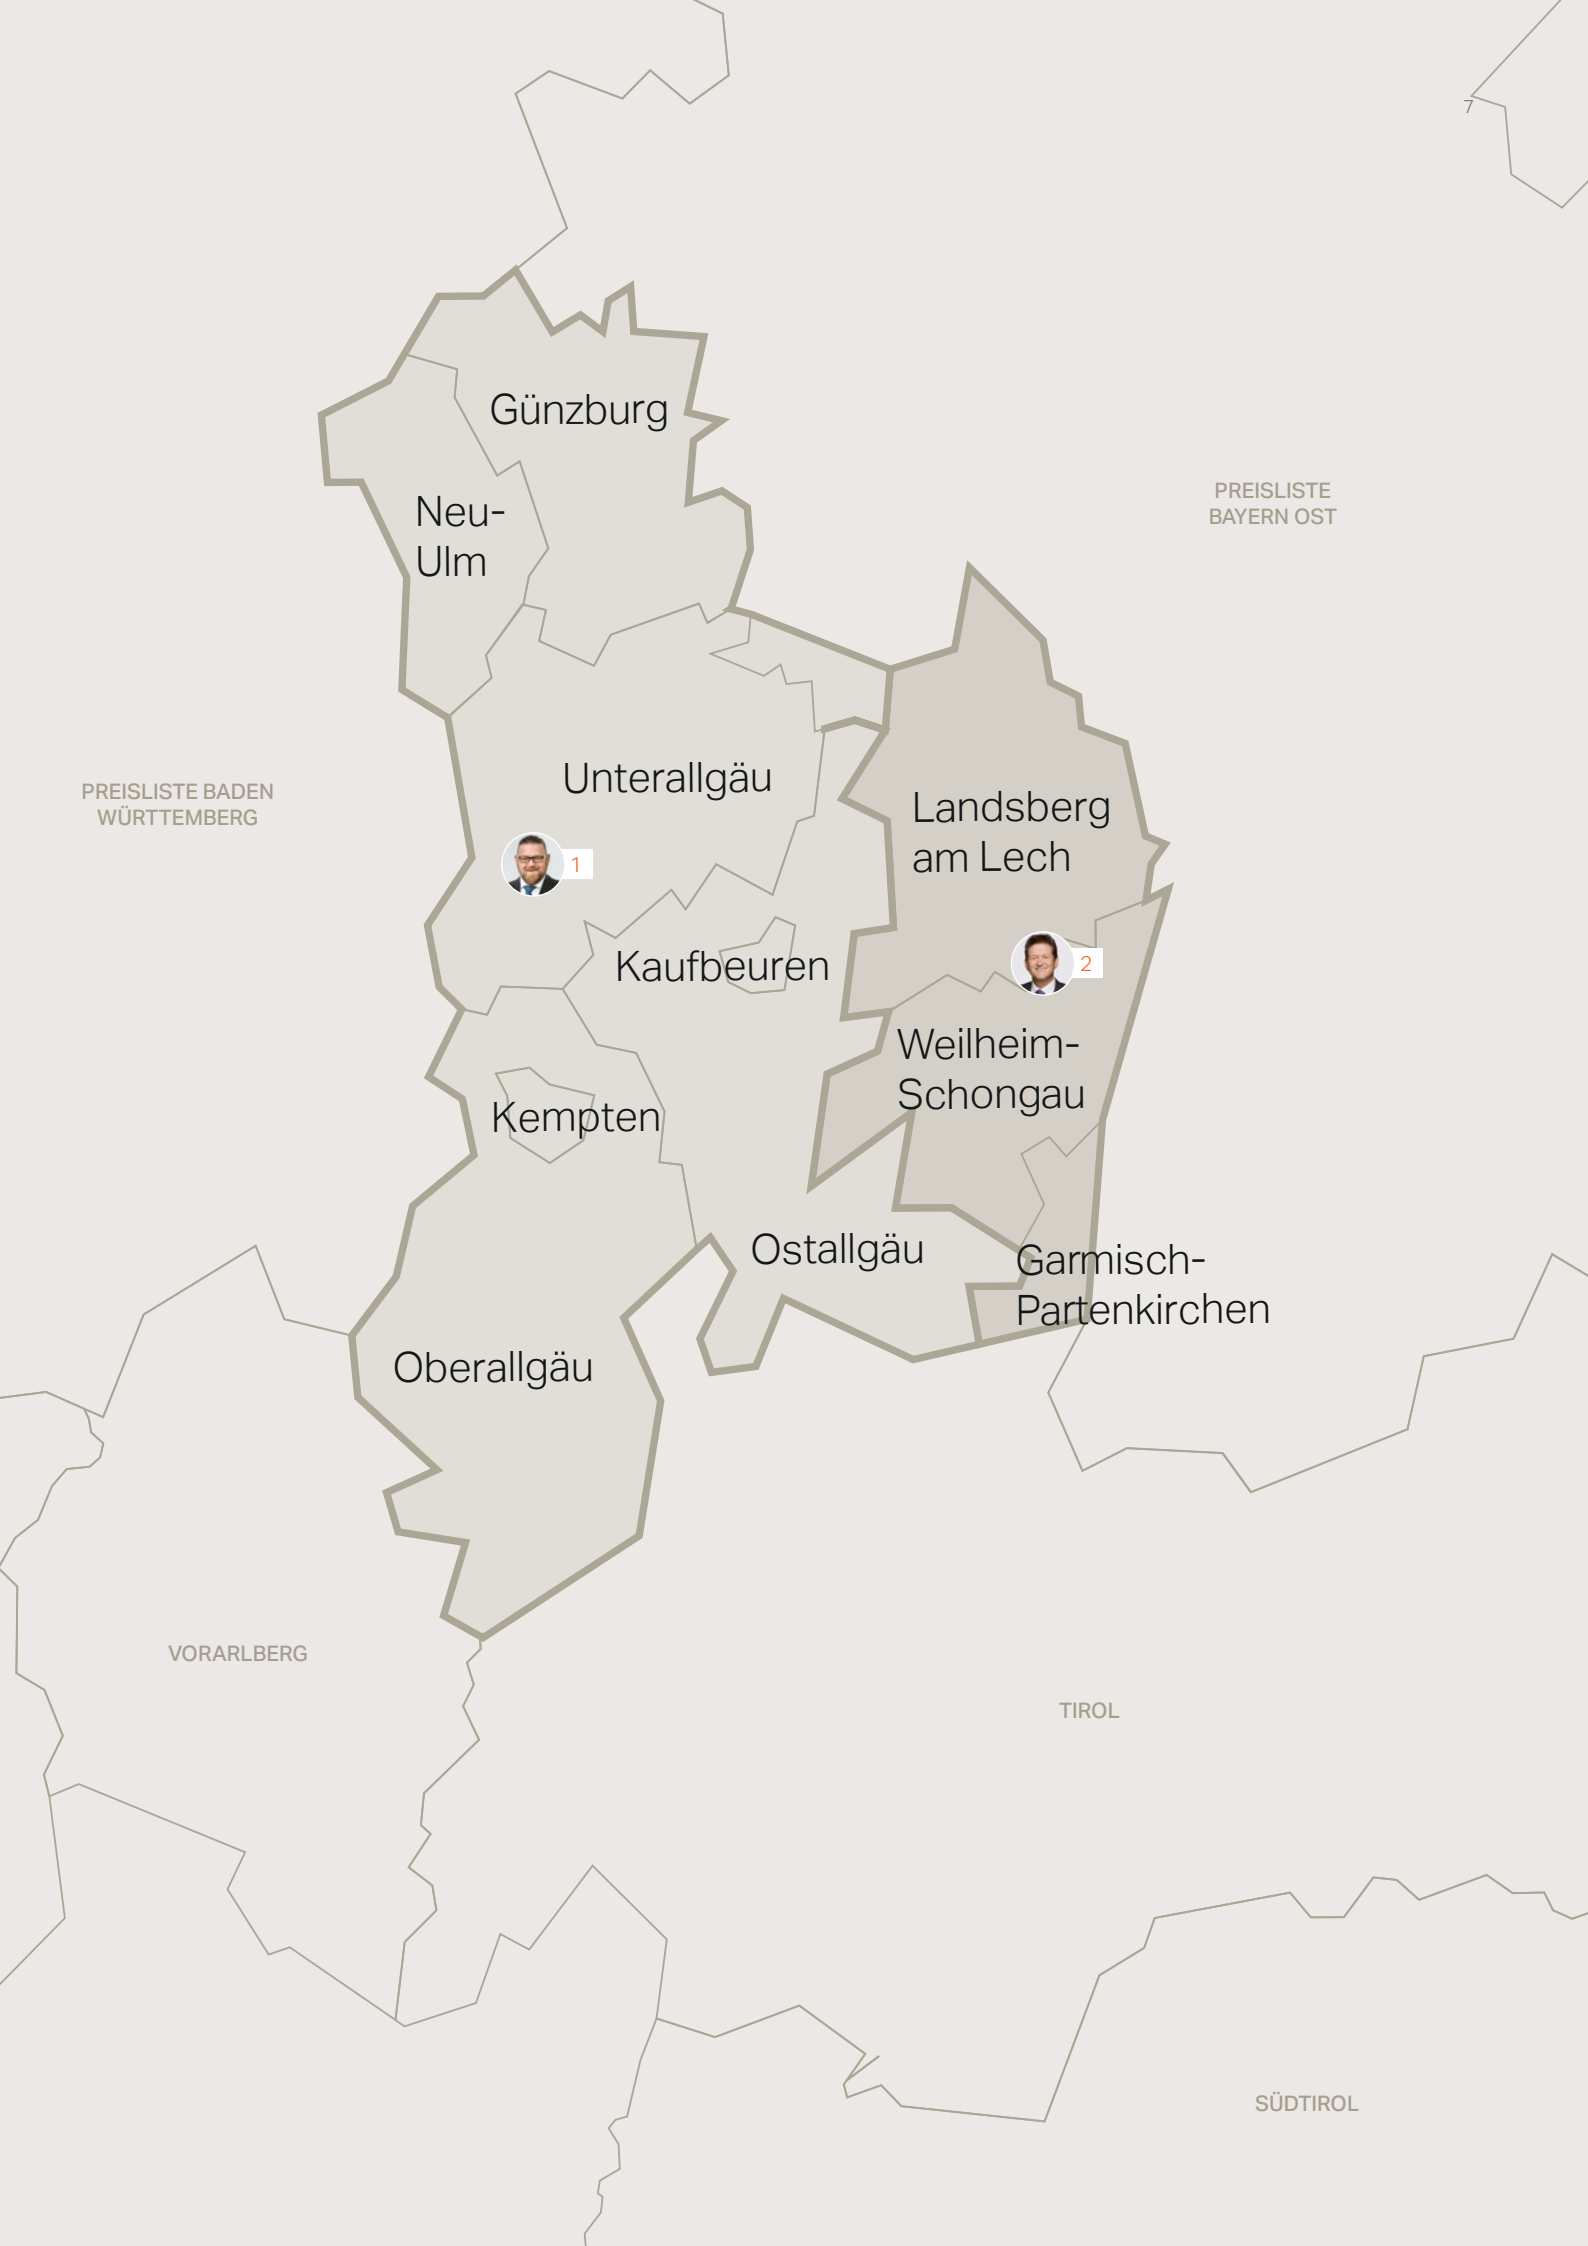 7
Günzburg
PREISLISTE
BAYERN OST
Neu-
Ulm
Unterallgäu
PREISLISTE BADEN
WÜRTTEMBERG
Landsberg
am Lech
1
Kaufbeuren
2
Weilheim-
Schongau
Kempten
Ostallgäu
Garmisch-
Partenkirchen
Oberallgäu
VORARLBERG
TIROL
SÜDTIROL